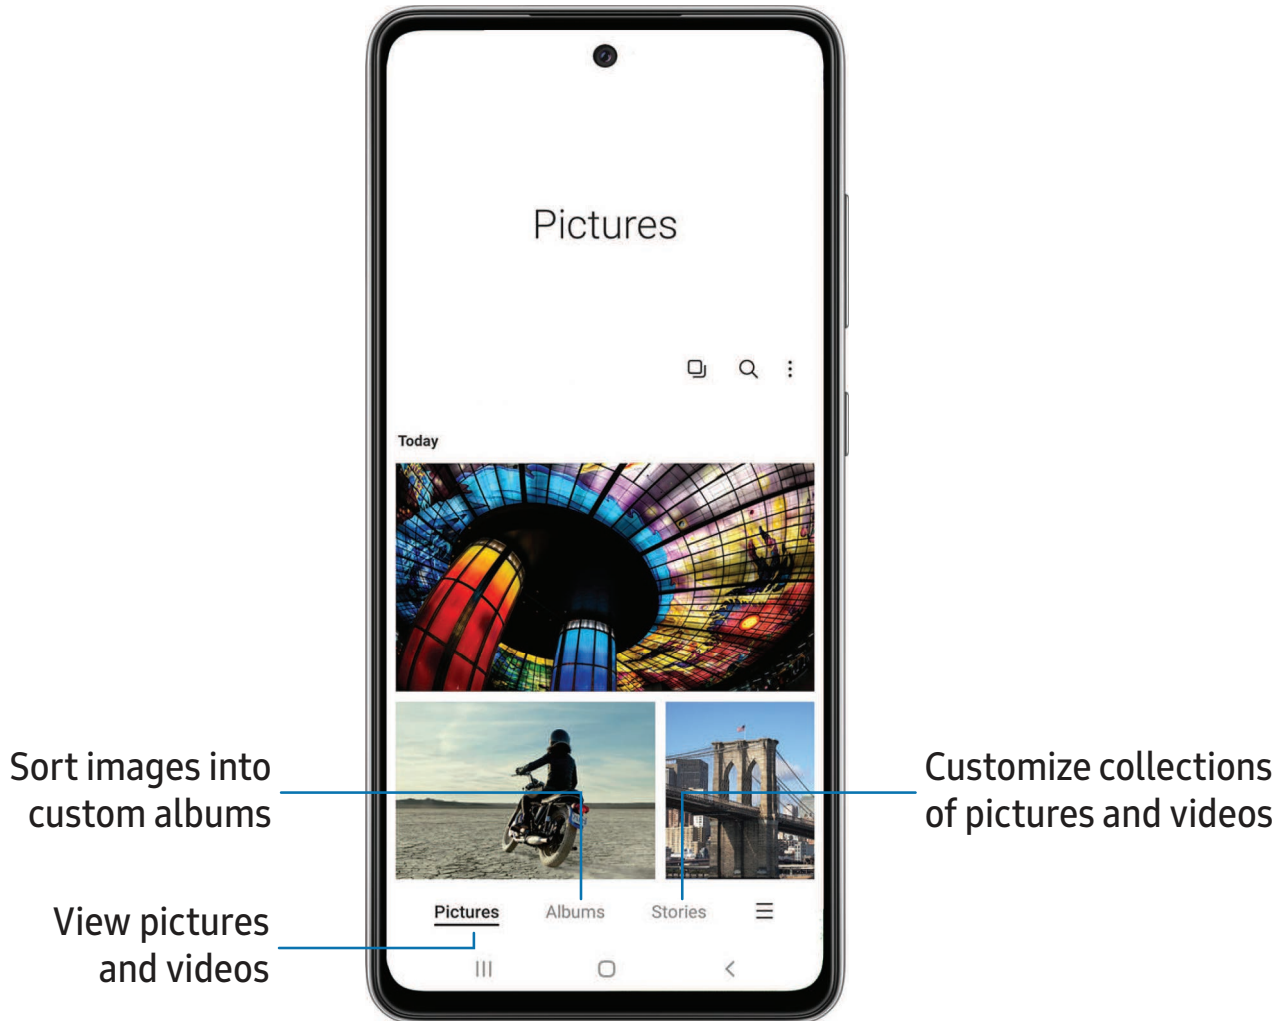 Pictures
Today
Sort images into
custom albums
Customize collections
of pictures and videos
View pictures
and videos
Pictures Albums Stories